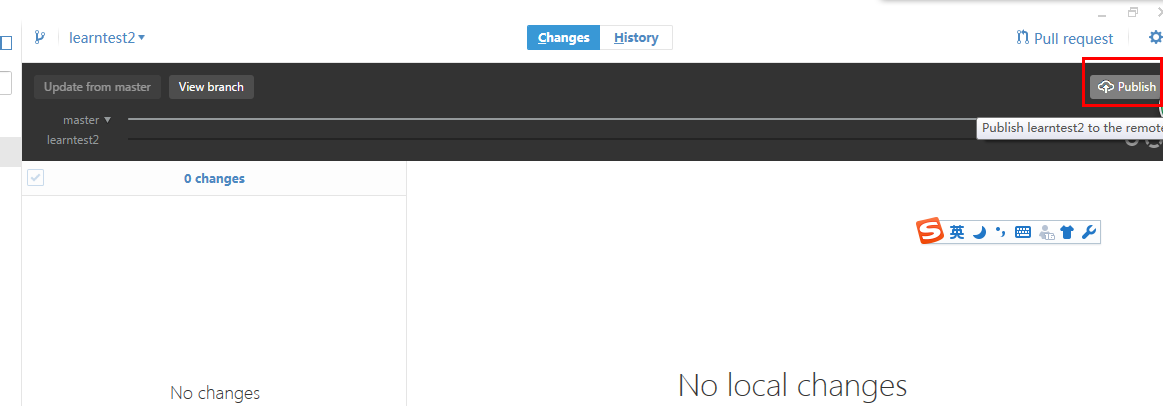 learntest2
Changes
History
Pull request
Update from master
View branch
Publish
master
Publish learntest2 to the remote
learntest2
0 changes
S 英
No changes
No local changes